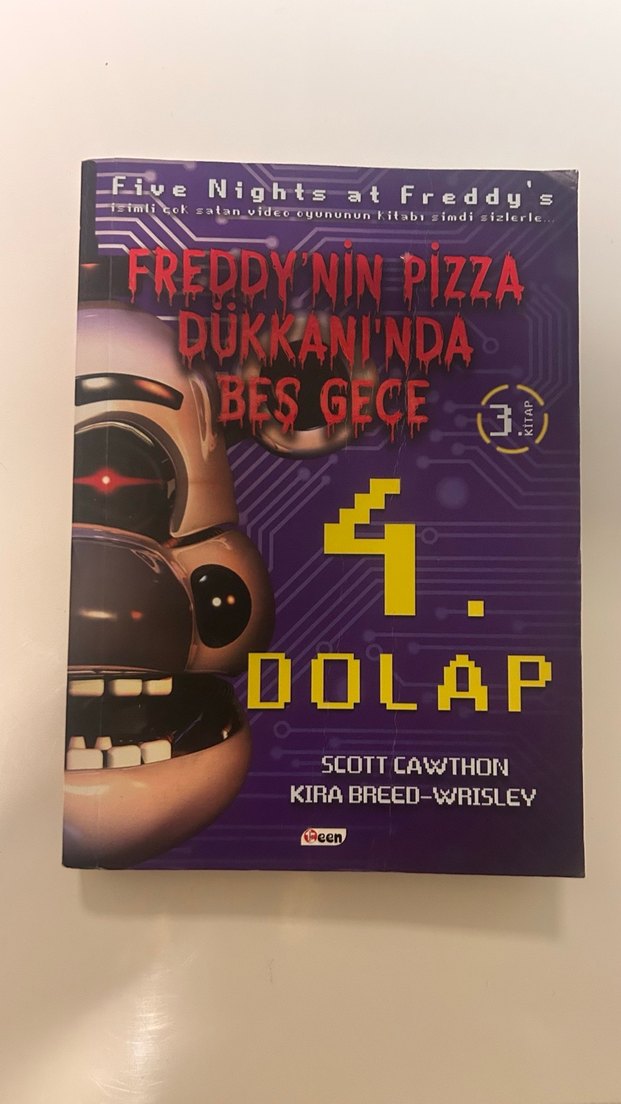 Five Nights at Freddy's
isimli çok satan video oyununun kitabı şimdi sizlerle...
FREDDY'NİN PİZZA
DÜKKANI'NDA
BEŞ GECE
3.
KİTAP
4.
DOLAP
SCOTT CAWTHON
KIRA BREED-WRISLEY
teen